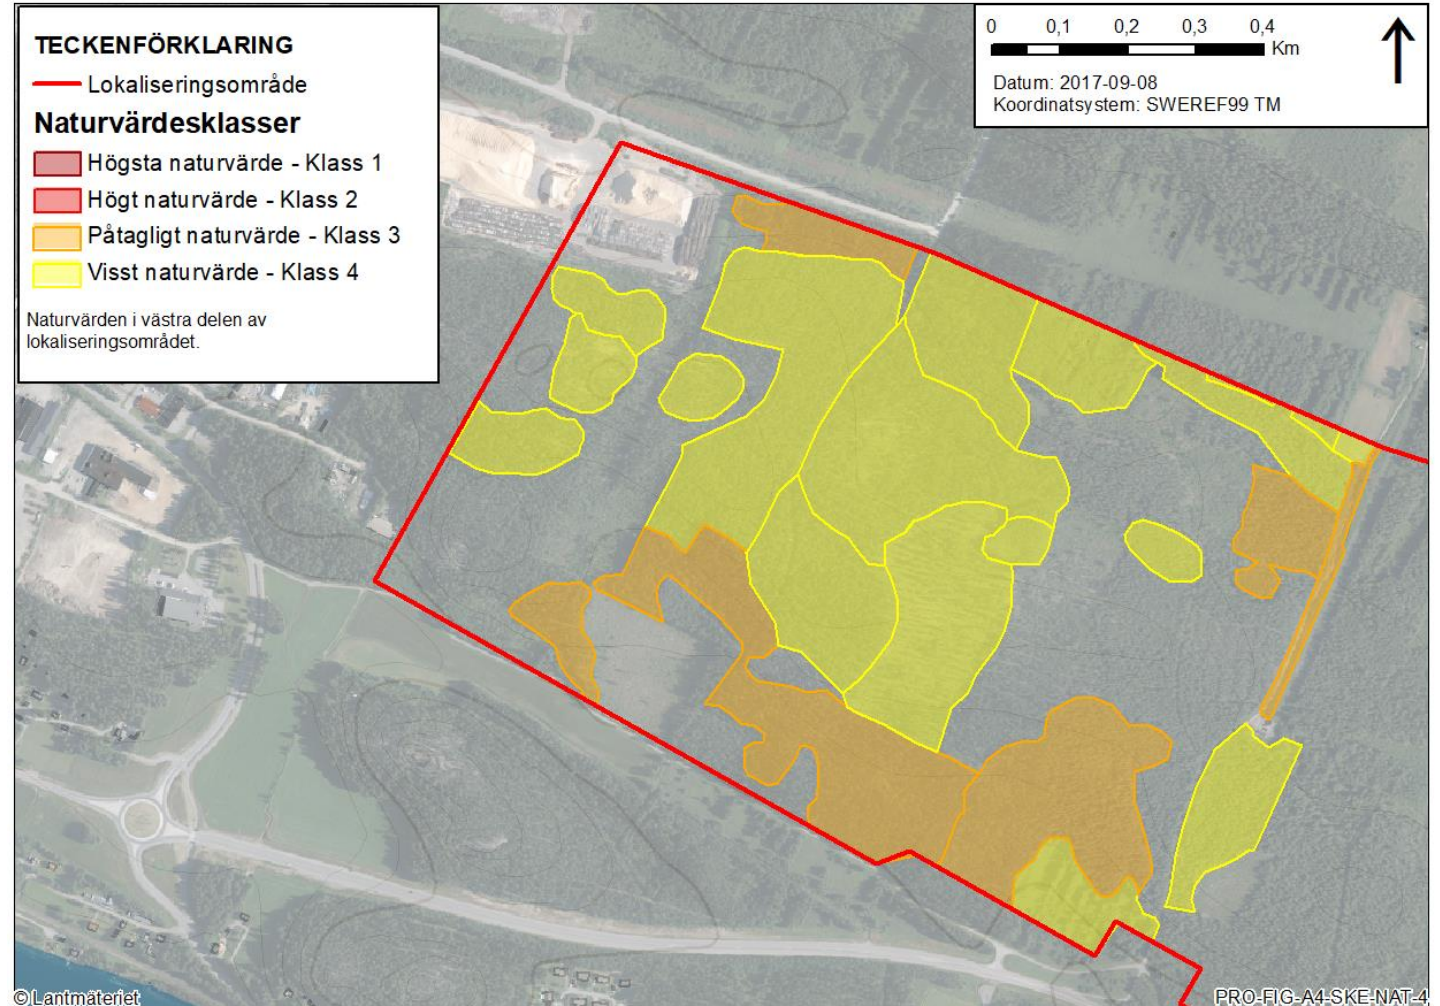 TECKENFÖRKLARING
Lokaliseringsområde
Naturvärdesklasser
Högsta naturvärde - Klass 1
Högt naturvärde - Klass 2
Påtagligt naturvärde - Klass 3
Visst naturvärde - Klass 4
Naturvärden i västra delen av
lokaliseringsområdet.
0 0,1 0,2 0,3 0,4
Km
Datum: 2017-09-08
Koordinatsystem: SWEREF99 TM
©Lantmäteriet
PRO-FIG-A4-SKE-NAT-4